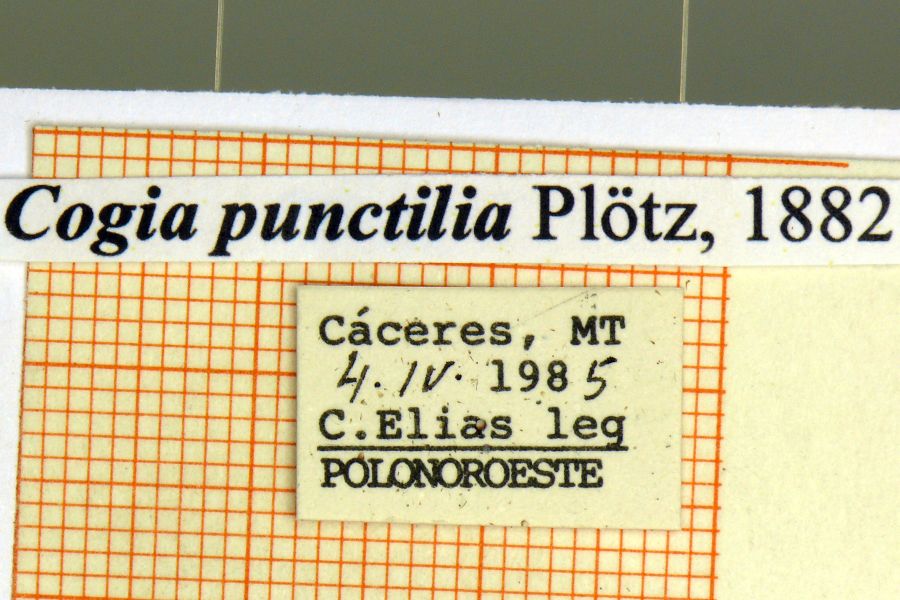 Cogia punctilia Plötz, 1882
Cáceres, MT
4.IV. 1985
C.Elias leg
POLONOROESTE